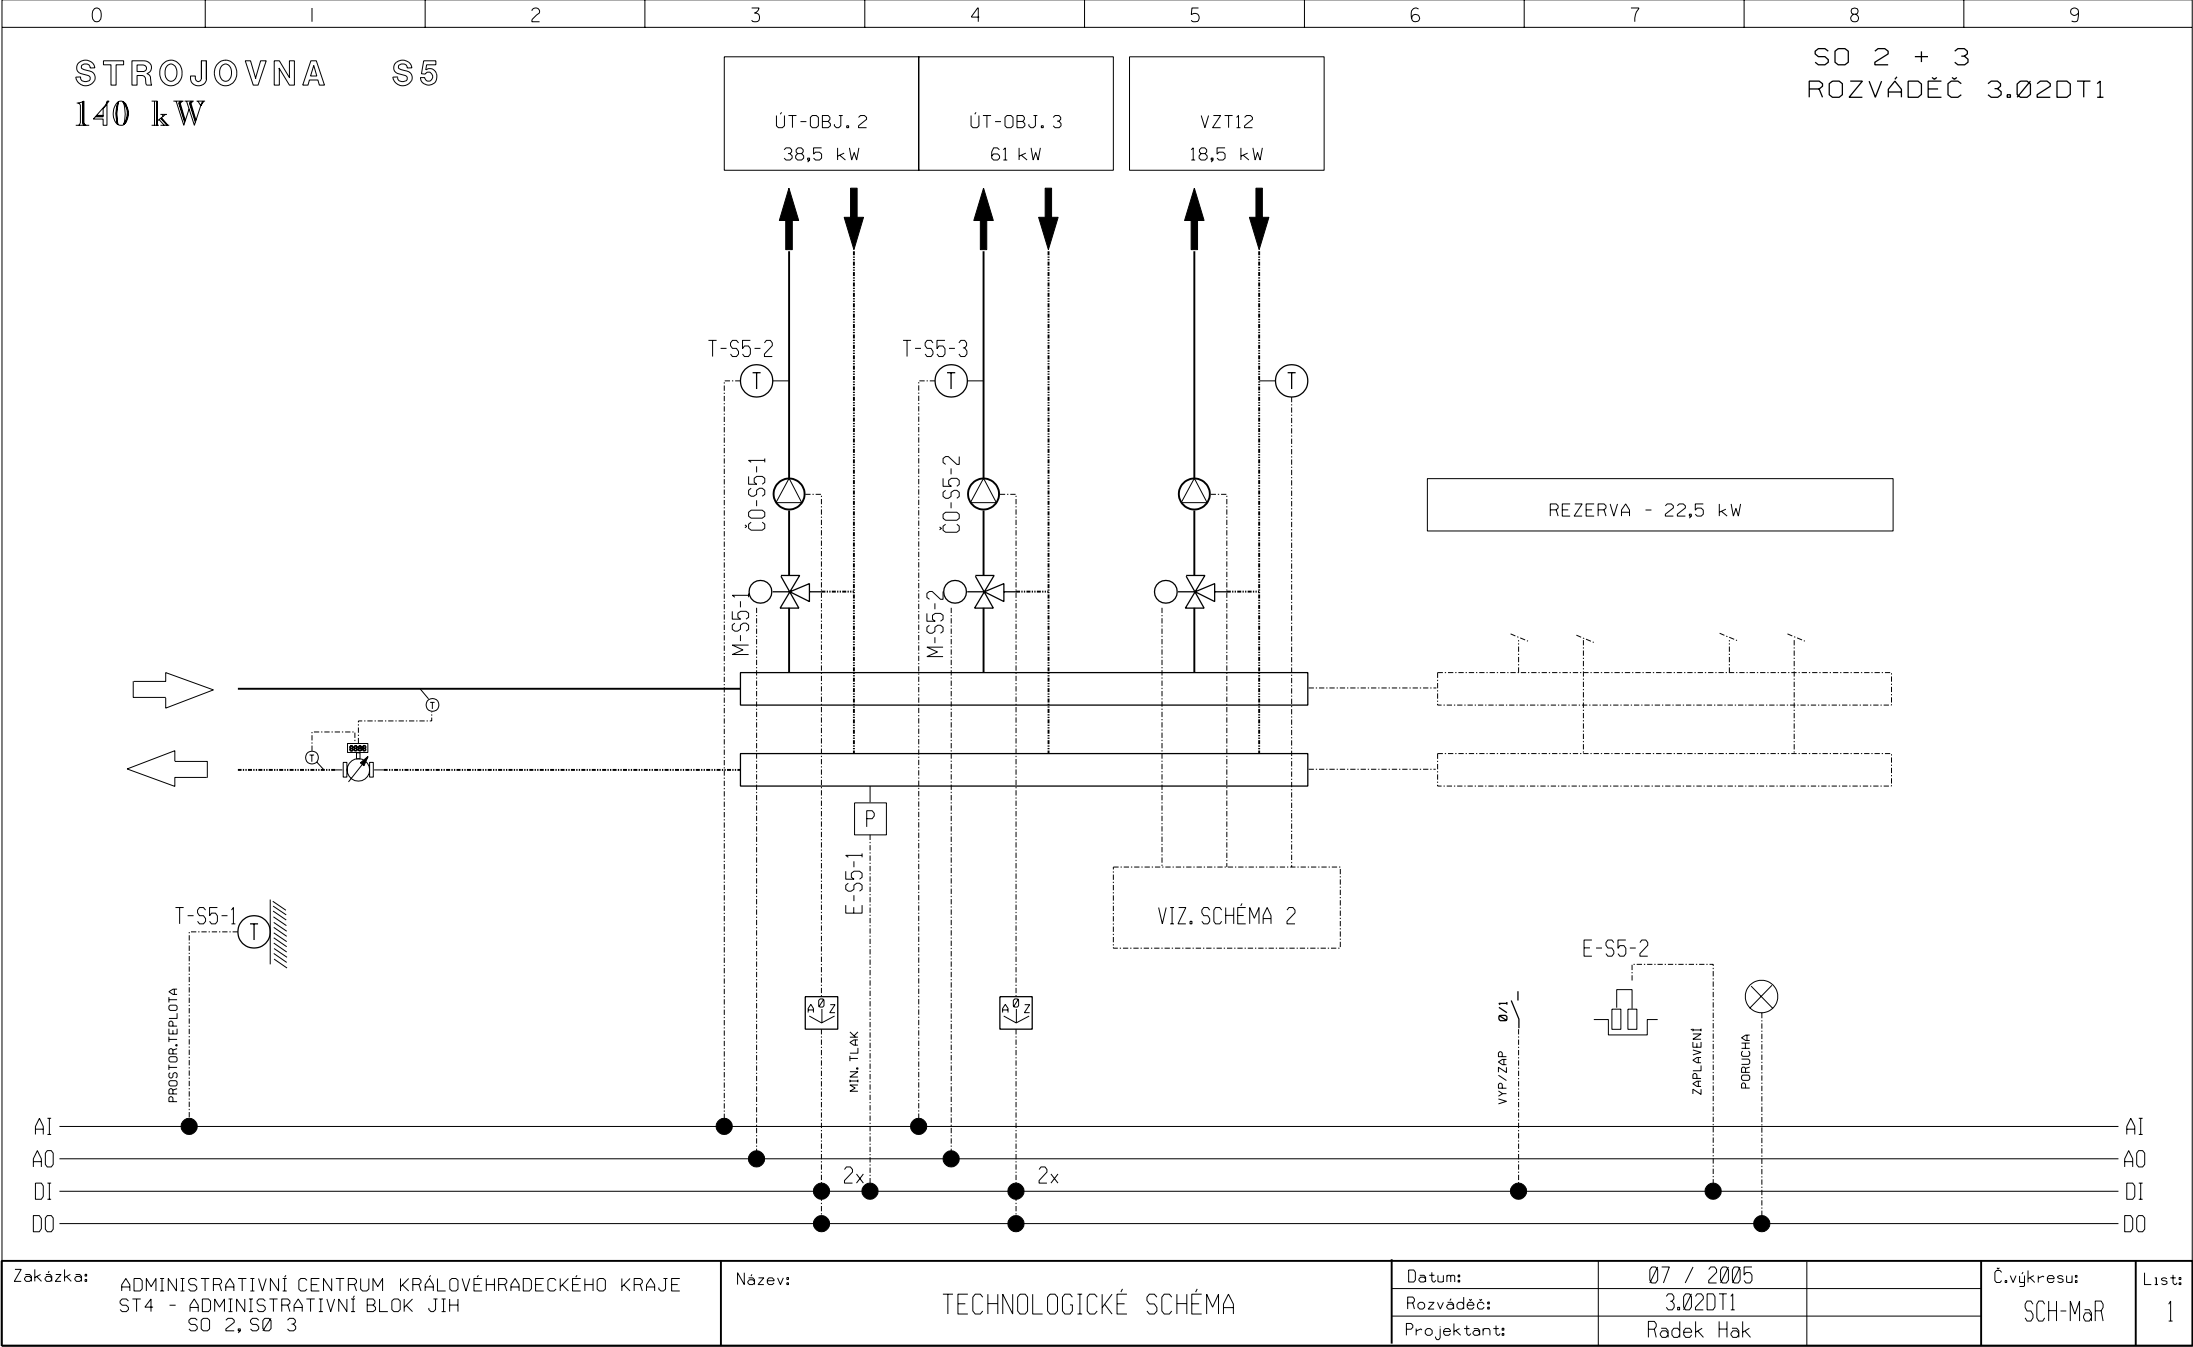 0 1 2 3 4 5 6 7 8 9
STROJOVNA S5
140 kW
SO 2 + 3
ROZVÁDĚČ 3.02DT1
ÚT-OBJ.2
38,5 kW
ÚT-OBJ.3
61 kW
VZT12
18,5 kW
T-S5-2
T
T-S5-3
T
T
ČO-S5-1
ČO-S5-2
REZERVA - 22,5 kW
M-S5-1
M-S5-2
T
T
8888
P
E-S5-1
VIZ. SCHÉMA 2
T-S5-1
T
E-S5-2
PROSTOR.TEPLOTA
A Ø Z
MIN. TLAK
A Ø Z
VYP/ZAP Ø/1
ZAPLAVENÍ
PORUCHA
AI AI
AO AO
DI 2x 2x DI
DO DO
Zakázka:
ADMINISTRATIVNÍ CENTRUM KRÁLOVÉHRADECKÉHO KRAJE
ST4 - ADMINISTRATIVNÍ BLOK JIH
SO 2, SØ 3
Název:
TECHNOLOGICKÉ SCHÉMA
Datum: 07 / 2005
Rozváděč: 3.02DT1
Projektant: Radek Hak
Č.výkresu:
SCH-MaR
List:
1